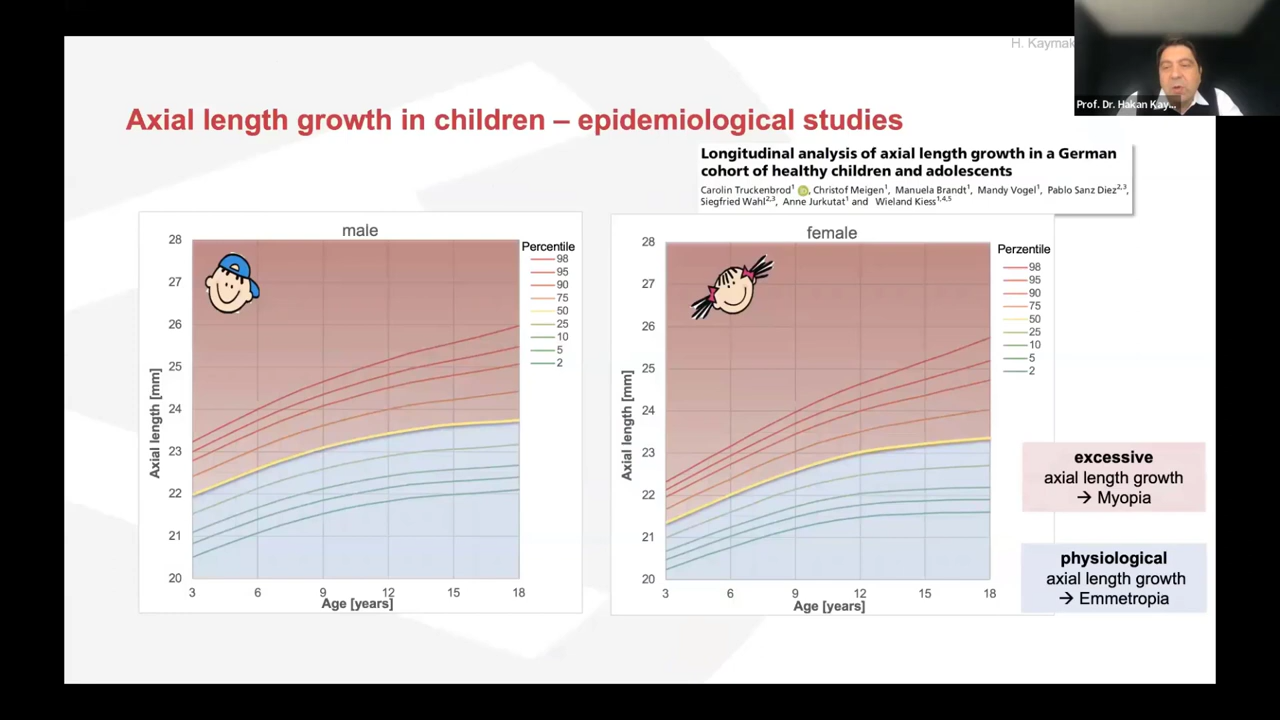 H. Kaymak
Prof. Dr. Hakan Kay...
Axial length growth in children – epidemiological studies
Longitudinal analysis of axial length growth in a German
cohort of healthy children and adolescents
Carolin Truckenbrod¹ iD, Christof Meigen¹, Manuela Brandt¹, Mandy Vogel¹, Pablo Sanz Diez²,³,
Siegfried Wahl²,³, Anne Jurkutat¹ and Wieland Kiess¹,⁴,⁵
male
28
27
26
25
24
23
22
21
20
Axial length [mm]
3 6 9 12 15 18
Age [years]
Percentile
98
95
90
75
50
25
10
5
2
female
28
27
26
25
24
23
22
21
20
Axial length [mm]
3 6 9 12 15 18
Age [years]
Perzentile
98
95
90
75
50
25
10
5
2
excessive
axial length growth
→ Myopia
physiological
axial length growth
→ Emmetropia